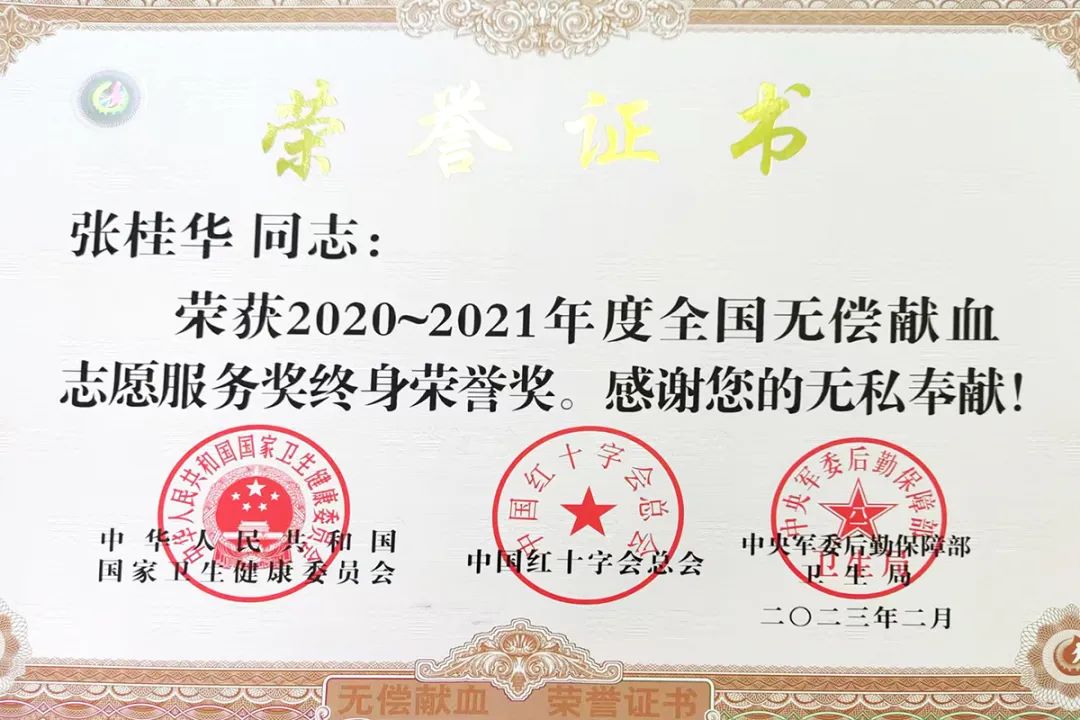 荣誉证书
张桂华 同志：
荣获2020~2021年度全国无偿献血
志愿服务奖终身荣誉奖。感谢您的无私奉献！
中华人民共和国国家卫生健康委员会
中国红十字会总会
中央军委后勤保障部
卫生局
中华人民共和国
国家卫生健康委员会
中国红十字会总会
中央军委后勤保障部
卫生局
二〇二三年二月
无偿献血 荣誉证书